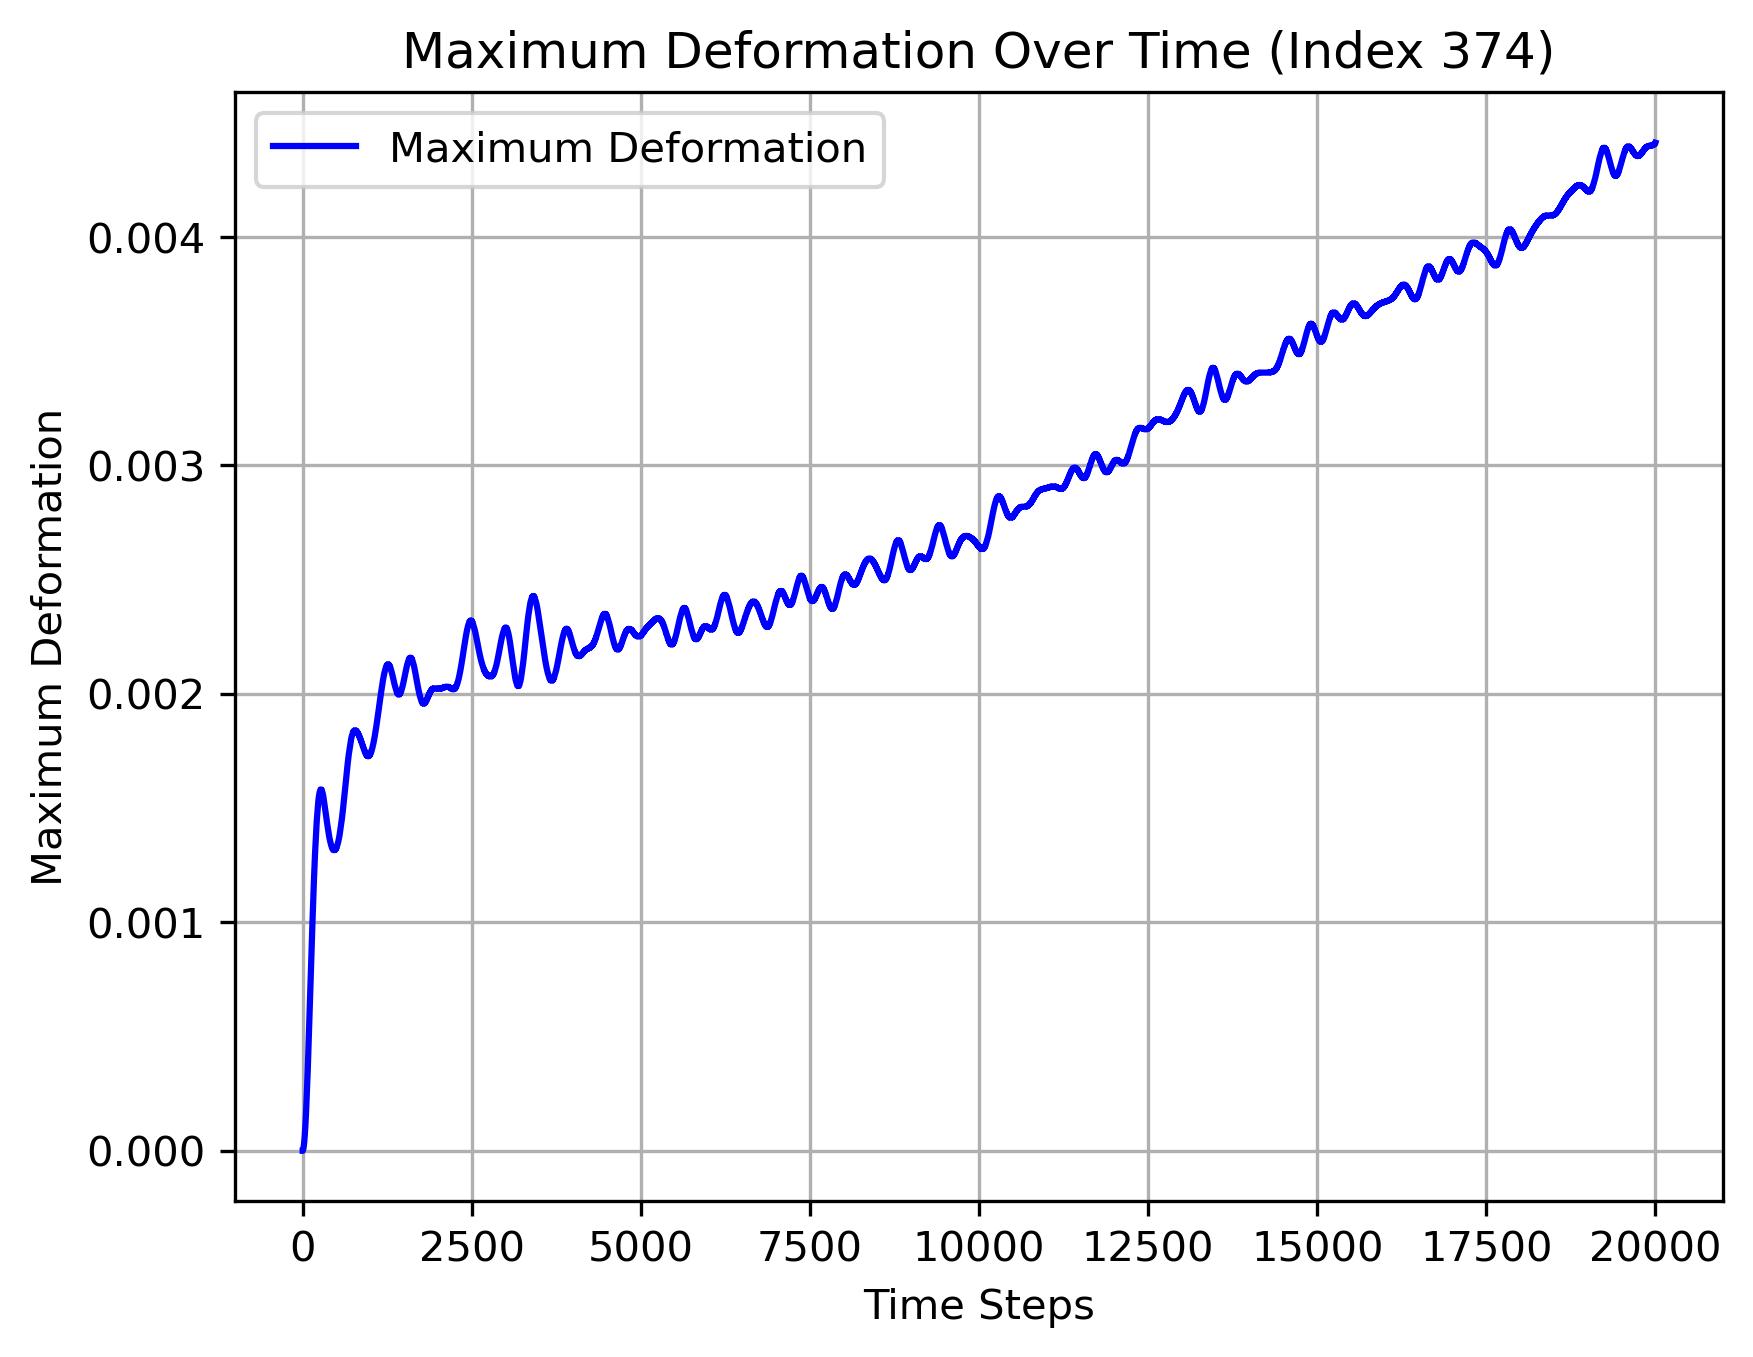 Maximum Deformation Over Time (Index 374)
Maximum Deformation
0.004
0.003
0.002
0.001
0.000
Maximum Deformation
0 2500 5000 7500 10000 12500 15000 17500 20000
Time Steps